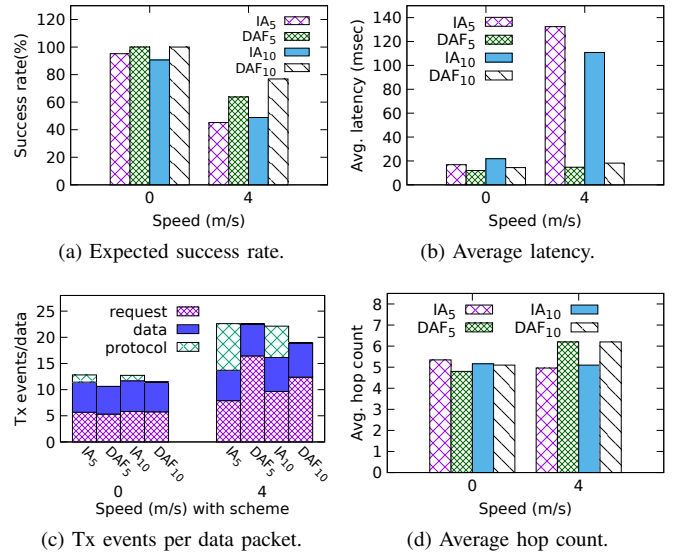 Success rate(%)
120
100
80
60
40
20
0
IA5
DAF5
IA10
DAF10
0 4
Speed (m/s)
(a) Expected success rate.
Avg. latency (msec)
140
120
100
80
60
40
20
0
IA5
DAF5
IA10
DAF10
0 4
Speed (m/s)
(b) Average latency.
Tx events/data
25
20
15
10
5
0
request
data
protocol
IA5 DAF5 IA10 DAF10 IA5 DAF5 IA10 DAF10
0 4
Speed (m/s) with scheme
(c) Tx events per data packet.
Avg. hop count
8
7
6
5
4
3
2
1
0
IA5 IA10
DAF5 DAF10
0 4
Speed (m/s)
(d) Average hop count.